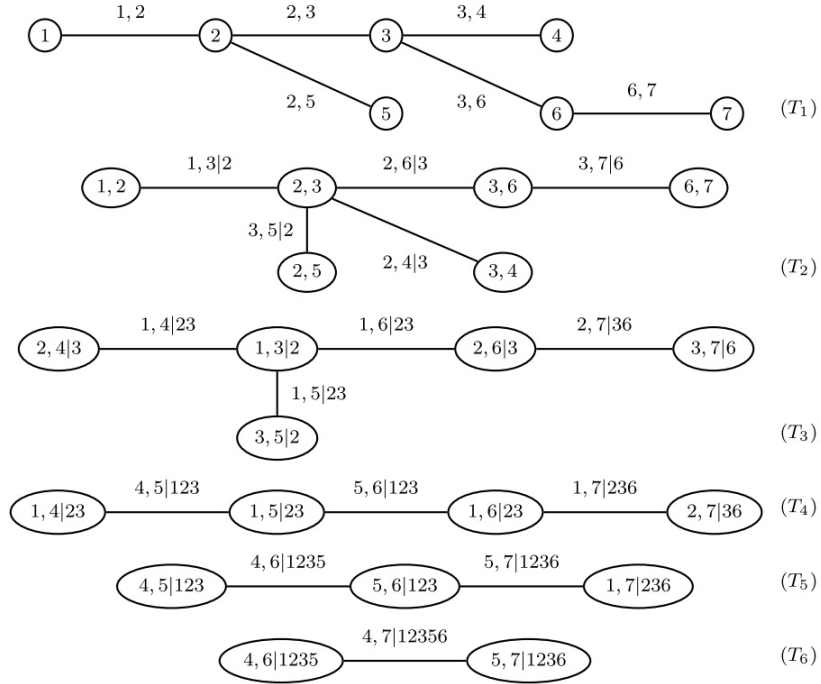 1, 2 2, 3 3, 4
1 2 3 4
2, 5 3, 6 6, 7
5 6 7 (T₁)
1, 3|2 2, 6|3 3, 7|6
1, 2 2, 3 3, 6 6, 7
3, 5|2 2, 4|3
2, 5 3, 4 (T₂)
1, 4|23 1, 6|23 2, 7|36
2, 4|3 1, 3|2 2, 6|3 3, 7|6
1, 5|23
3, 5|2 (T₃)
4, 5|123 5, 6|123 1, 7|236
1, 4|23 1, 5|23 1, 6|23 2, 7|36 (T₄)
4, 6|1235 5, 7|1236
4, 5|123 5, 6|123 1, 7|236 (T₅)
4, 7|12356
4, 6|1235 5, 7|1236 (T₆)